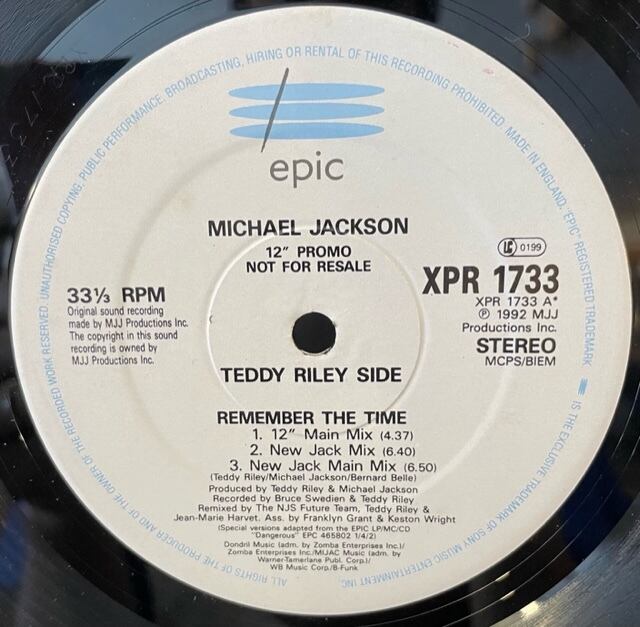 UNAUTHORISED COPYING, PUBLIC PERFORMANCE, BROADCASTING, HIRING OR RENTAL OF THIS RECORDING PROHIBITED. MADE IN ENGLAND. "EPIC" REGISTERED TRADEMARK
IS THE EXCLUSIVE TRADEMARK OF SONY MUSIC ENTERTAINMENT INC.
ALL RIGHTS OF THE PRODUCER AND OF THE OWNER OF THE RECORDED WORK RESERVED
epic
MICHAEL JACKSON
12" PROMO
NOT FOR RESALE
LC 0199
33⅓ RPM
Original sound recording
made by MJJ Productions Inc.
The copyright in this sound
recording is owned by
MJJ Productions Inc.
XPR 1733
XPR 1733 A*
℗ 1992 MJJ
Productions Inc.
STEREO
MCPS/BIEM
TEDDY RILEY SIDE
REMEMBER THE TIME
1. 12" Main Mix (4.37)
2. New Jack Mix (6.40)
3. New Jack Main Mix (6.50)
(Teddy Riley/Michael Jackson/Bernard Belle)
Produced by Teddy Riley & Michael Jackson
Recorded by Bruce Swedien & Teddy Riley
Remixed by The NJS Future Team, Teddy Riley &
Jean-Marie Harvet. Ass. by Franklyn Grant & Keston Wright
(Special versions adapted from the EPIC LP/MC/CD
"Dangerous" EPC 465802 1/4/2)
Dondril Music (adm. by Zomba Enterprises Inc.)/
Zomba Enterprises Inc./MIJAC Music (adm. by
Warner-Tamerlane Publ. Corp.)/
WB Music Corp./B-Funk